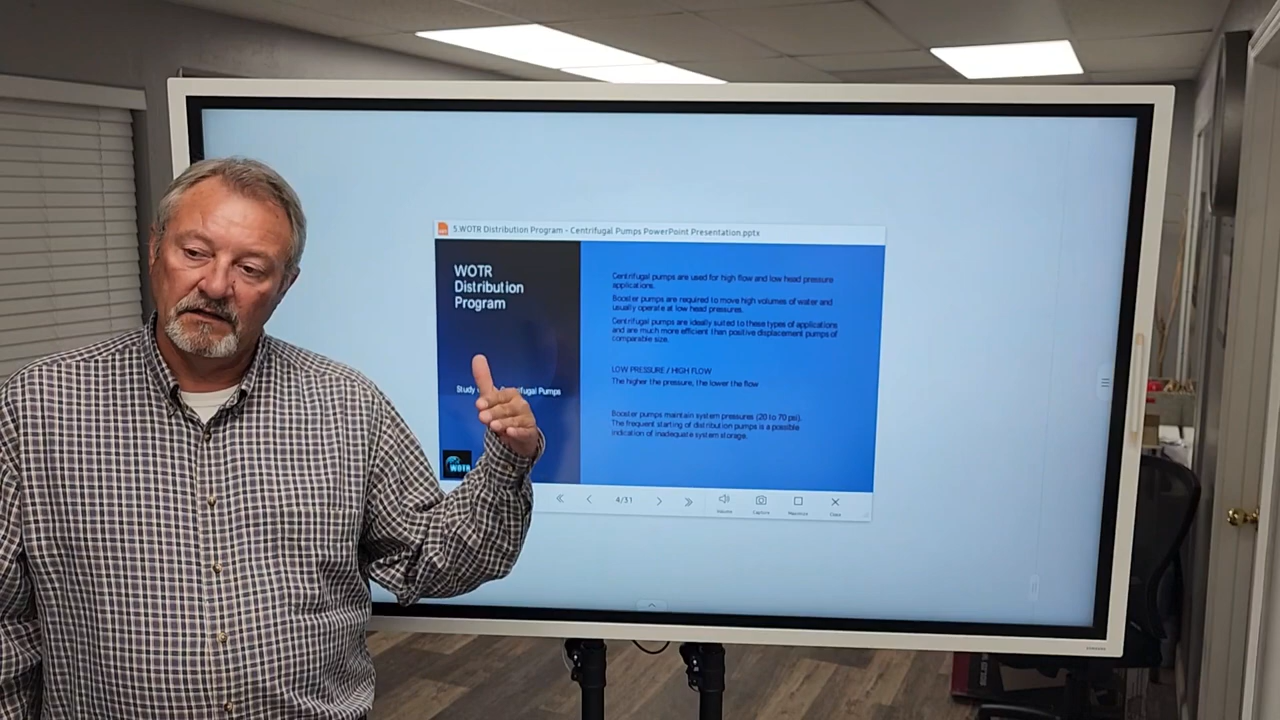 5.WOTR Distribution Program - Centrifugal Pumps PowerPoint Presentation.pptx
WOTR
Distribution
Program
Study Centrifugal Pumps
WOTR
Centrifugal pumps are used for high flow and low head pressure
applications.
Booster pumps are required to move high volumes of water and
usually operate at low head pressures.
Centrifugal pumps are ideally suited to these types of applications
and are much more efficient than positive displacement pumps of
comparable size.
LOW PRESSURE / HIGH FLOW
The higher the pressure, the lower the flow
Booster pumps maintain system pressures (20 to 70 psi).
The frequent starting of distribution pumps is a possible
indication of inadequate system storage.
4/31
Volume
Capture
Maximize
Close
SAMSUNG